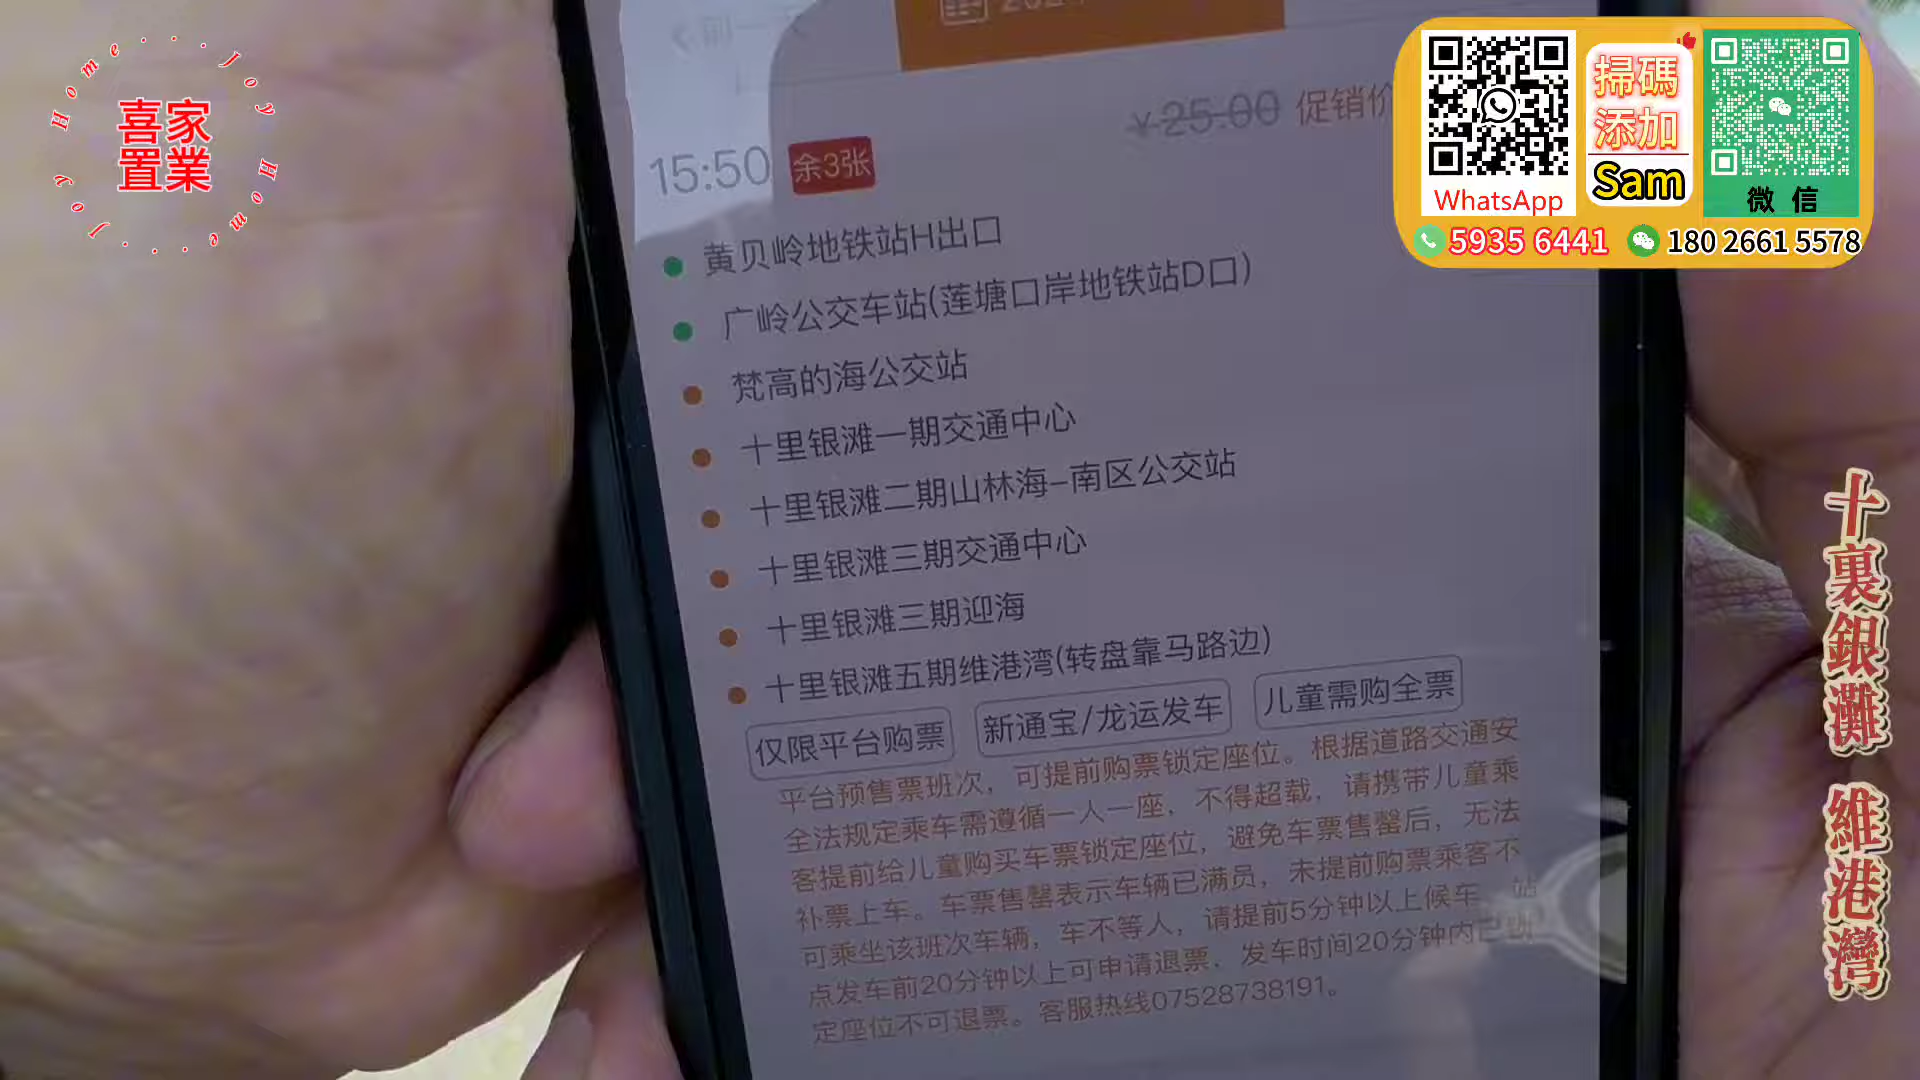 Home...Joy Home...Joy
喜家
置業
掃碼
添加
Sam
WhatsApp
微信
5935 6441
180 2661 5578
前一天
¥25.00 促销价
15:50 余3张
黄贝岭地铁站H出口
广岭公交车站(莲塘口岸地铁站D口)
梵高的海公交站
十里银滩一期交通中心
十里银滩二期山林海-南区公交站
十里银滩三期交通中心
十里银滩三期迎海
十里银滩五期维港湾(转盘靠马路边)
仅限平台购票 新通宝/龙运发车 儿童需购全票
平台预售票班次，可提前购票锁定座位。根据道路交通安
全法规定乘车需遵循一人一座，不得超载，请携带儿童乘
客提前给儿童购买车票锁定座位，避免车票售罄后，无法
补票上车。车票售罄表示车辆已满员，未提前购票乘客不
可乘坐该班次车辆，车不等人，请提前5分钟以上候车，站
点发车前20分钟以上可申请退票，发车时间20分钟内已锁
定座位不可退票。客服热线07528738191。
十裏銀灘 維港灣